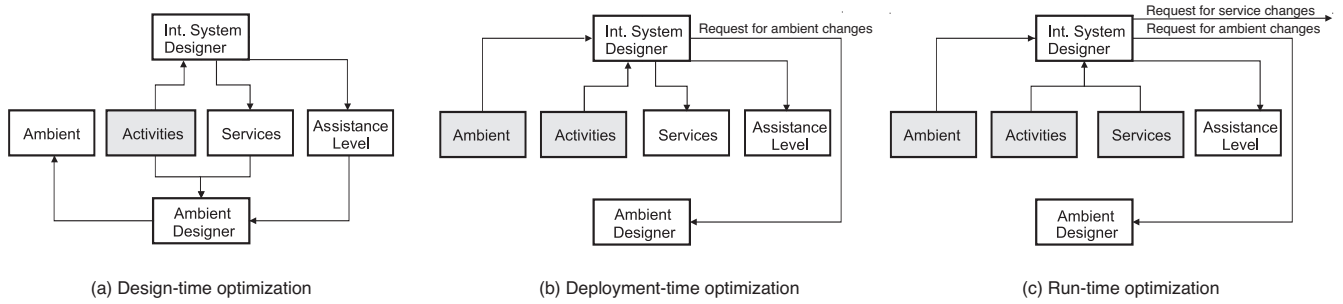 Int. System
Designer
Ambient
Activities
Services
Assistance
Level
Ambient
Designer
(a) Design-time optimization
Request for ambient changes
Int. System
Designer
Ambient
Activities
Services
Assistance
Level
Ambient
Designer
(b) Deployment-time optimization
Request for service changes
Request for ambient changes
Int. System
Designer
Ambient
Activities
Services
Assistance
Level
Ambient
Designer
(c) Run-time optimization